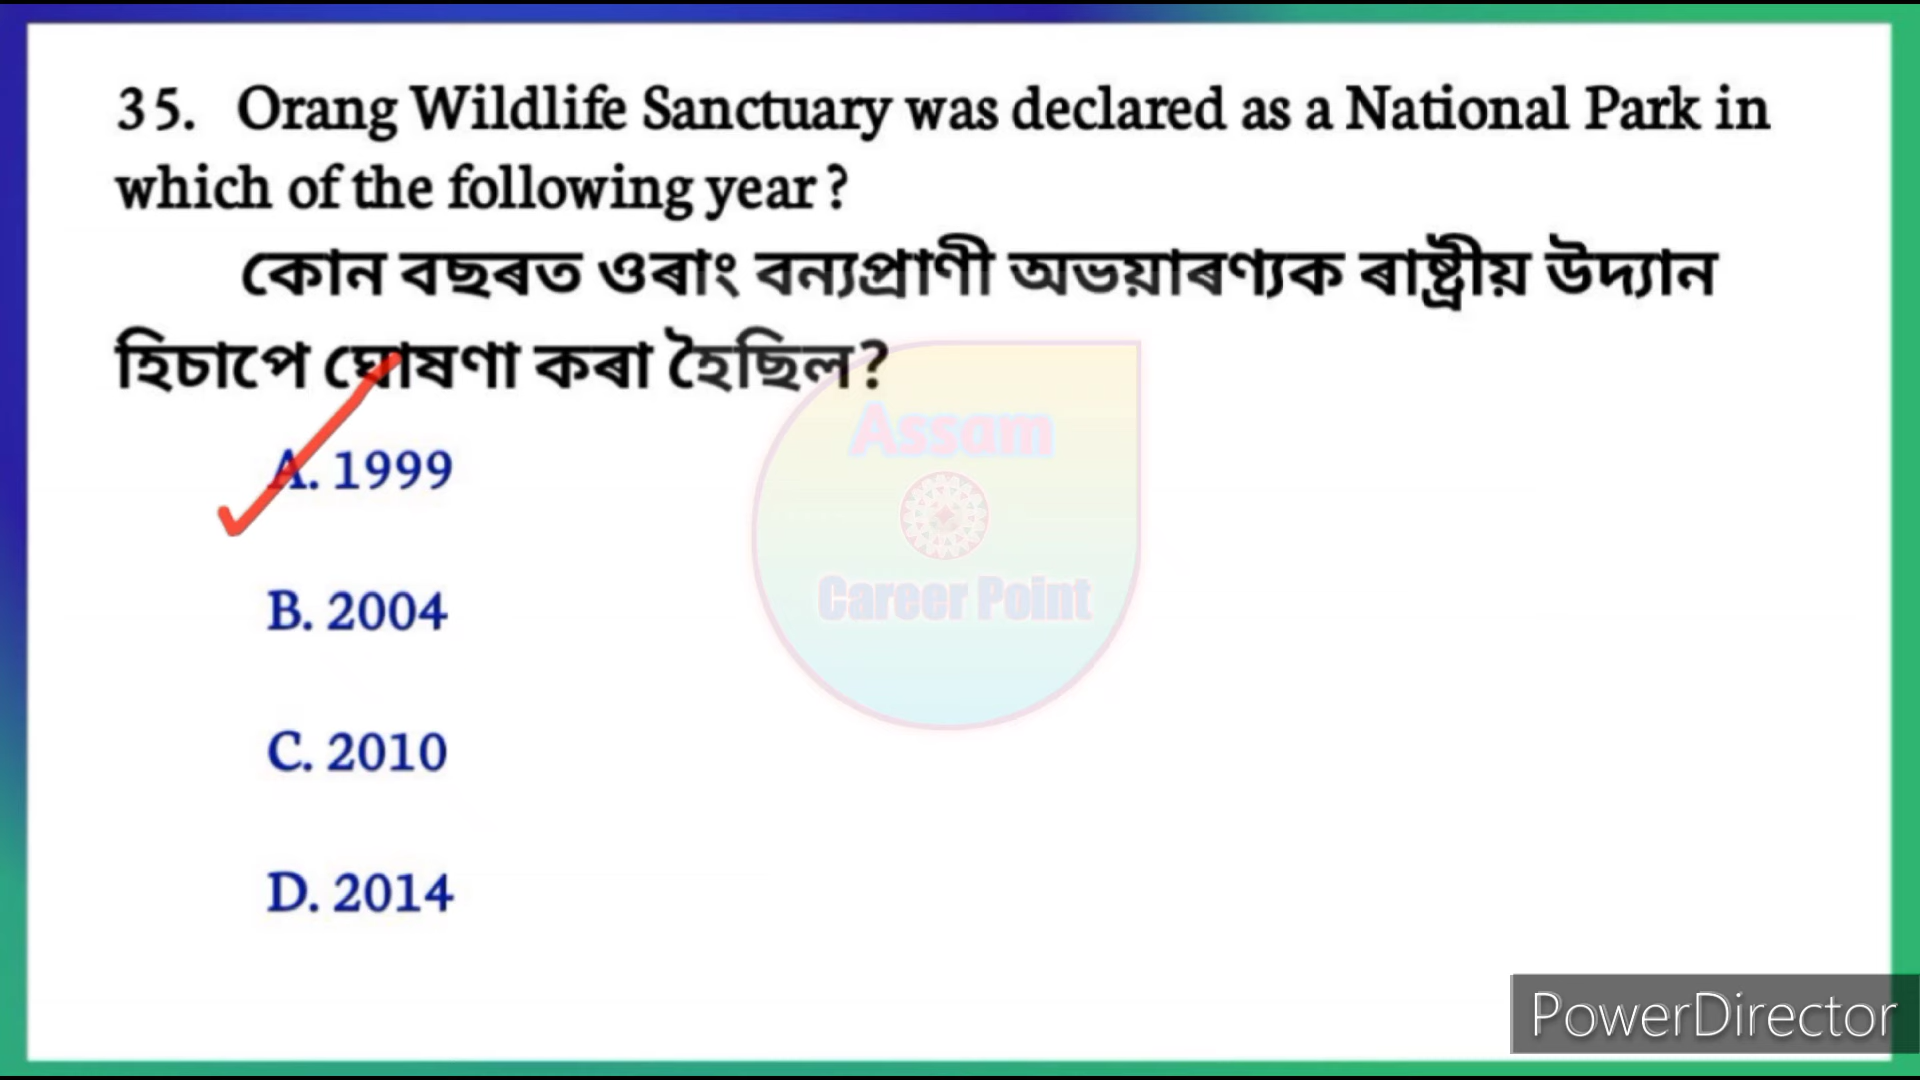 35. Orang Wildlife Sanctuary was declared as a National Park in
which of the following year?
কোন বছৰত ওৰাং বন্যপ্ৰাণী অভয়াৰণ্যক ৰাষ্ট্ৰীয় উদ্যান
হিচাপে ঘোষণা কৰা হৈছিল?
A. 1999
B. 2004
C. 2010
D. 2014
Assam
Career Point
PowerDirector